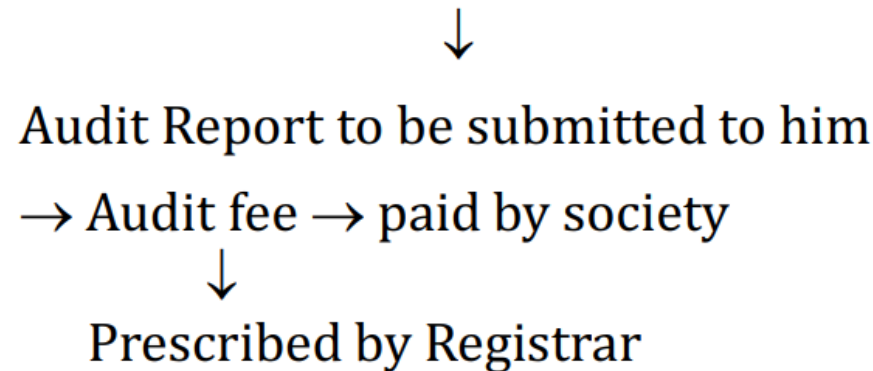 ↓
Audit Report to be submitted to him
→ Audit fee → paid by society
↓
Prescribed by Registrar